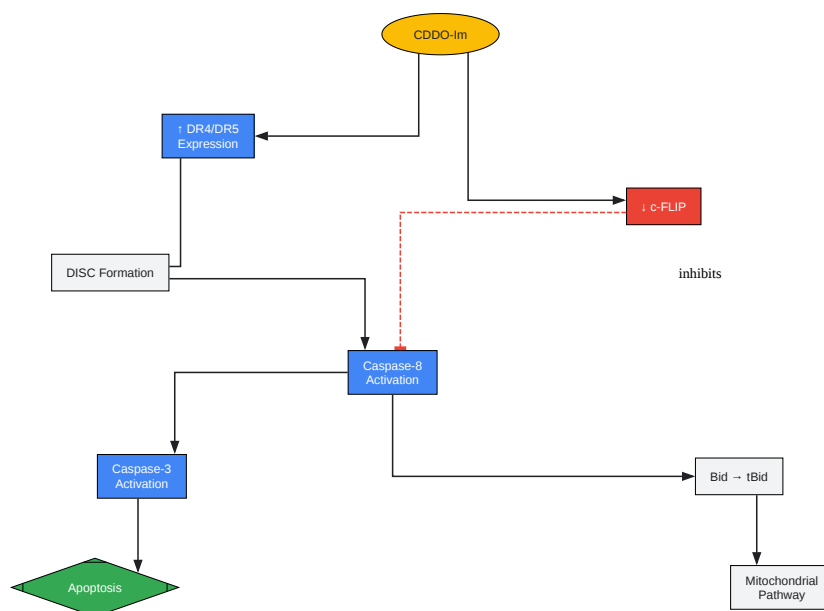 CDDO-Im
↑ DR4/DR5
Expression
↓ c-FLIP
DISC Formation
inhibits
Caspase-8
Activation
Caspase-3
Activation
Bid → tBid
Apoptosis
Mitochondrial
Pathway